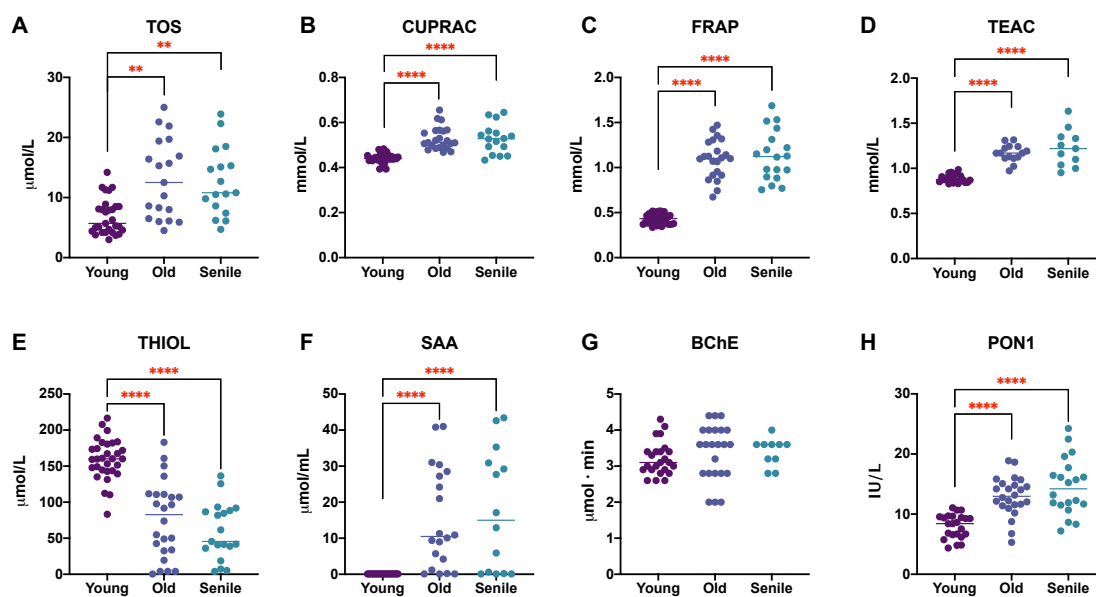 A TOS
** 
**
μmol/L
30
20
10
0
Young Old Senile
B CUPRAC
****
****
mmol/L
0.8
0.6
0.4
0.2
0.0
Young Old Senile
C FRAP
****
****
mmol/L
2.0
1.5
1.0
0.5
0.0
Young Old Senile
D TEAC
****
****
mmol/L
2.0
1.5
1.0
0.5
0.0
Young Old Senile
E THIOL
****
****
μmol/L
250
200
150
100
50
0
Young Old Senile
F SAA
****
****
μmol/mL
50
40
30
20
10
0
Young Old Senile
G BChE
μmol · min
5
4
3
2
1
0
Young Old Senile
H PON1
****
****
IU/L
30
20
10
0
Young Old Senile